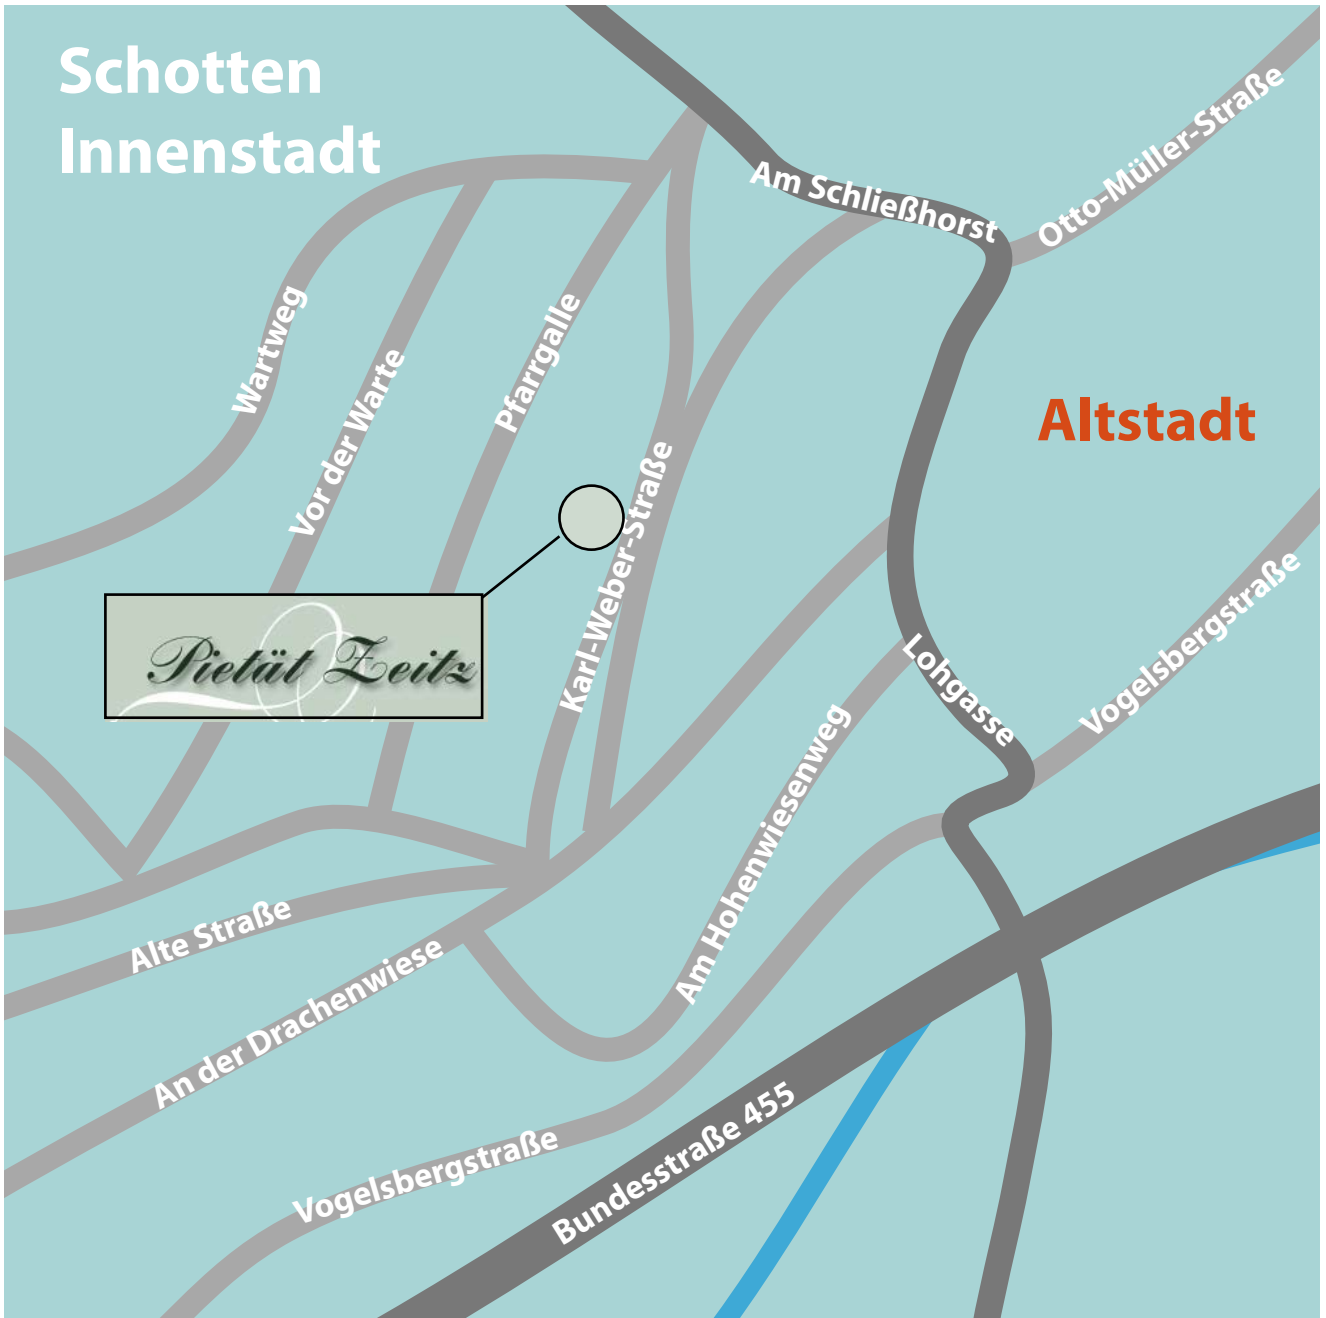 Schotten
Innenstadt
Am Schließhorst
Otto-Müller-Straße
Wartweg
Vor der Warte
Pfarrgalle
Altstadt
Karl-Weber-Straße
Pietät Zeitz
Lohgasse
Vogelsbergstraße
Am Hohenwiesenweg
Alte Straße
An der Drachenwiese
Vogelsbergstraße
Bundesstraße 455